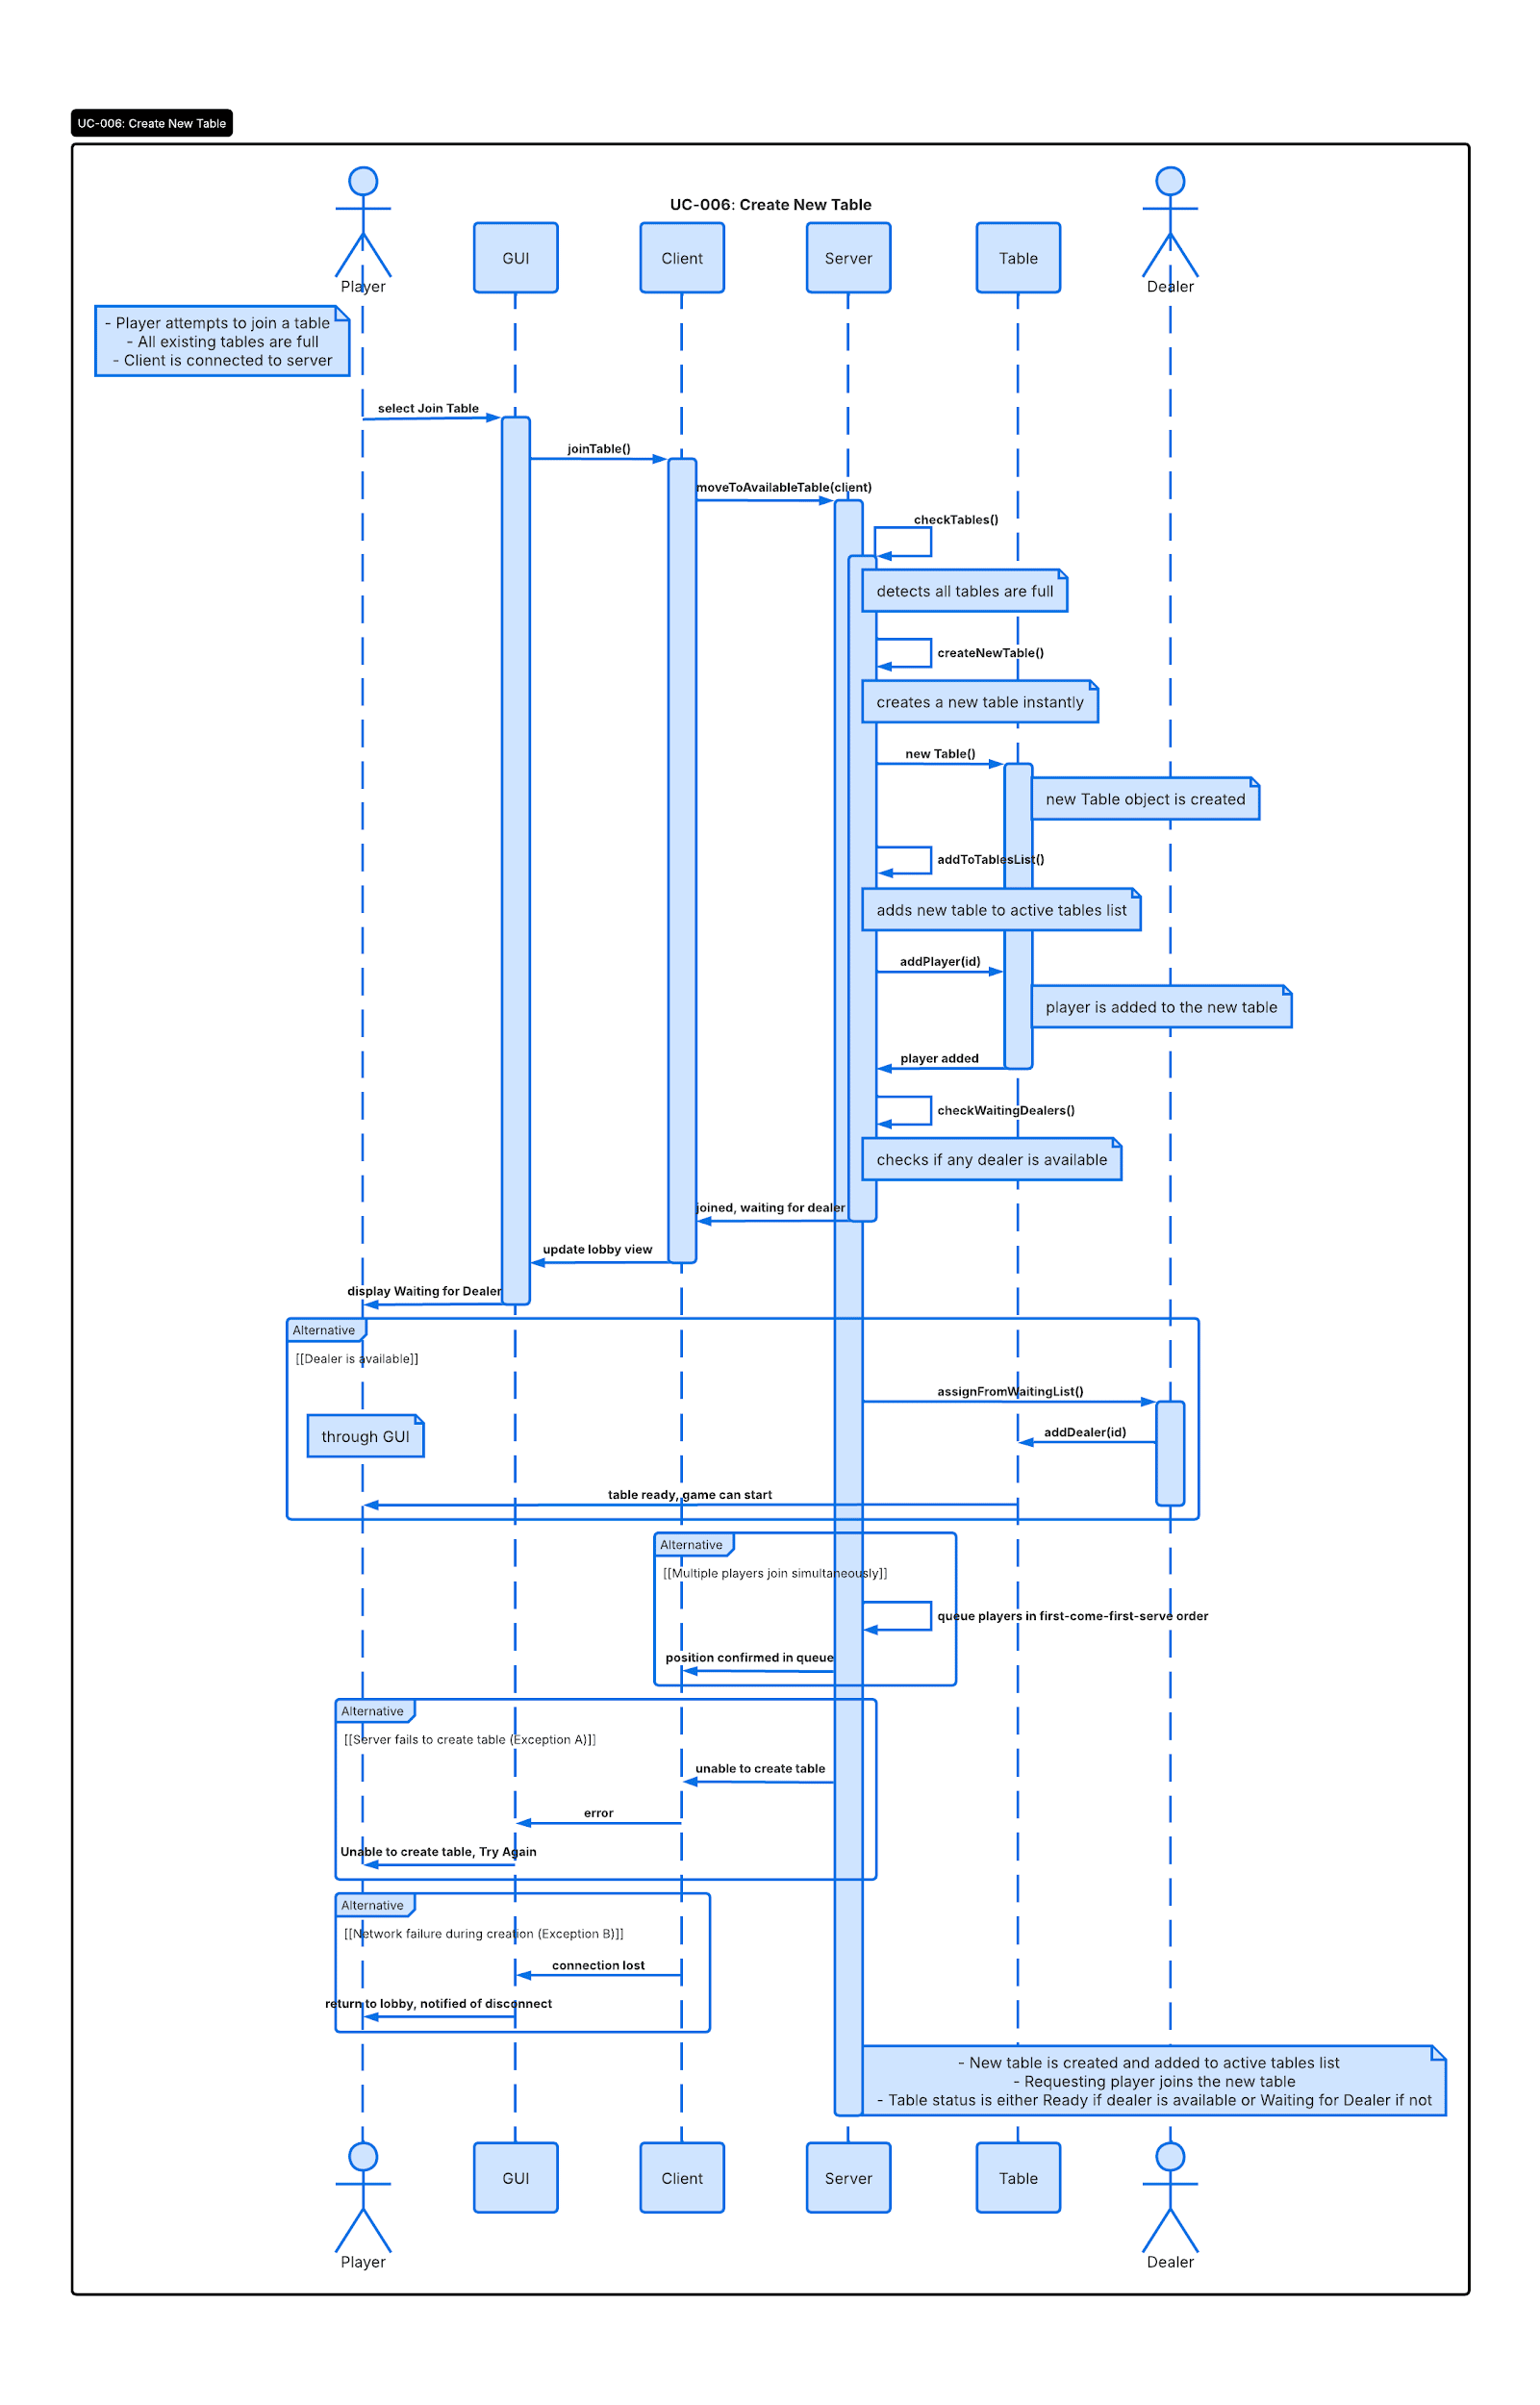 UC-006: Create New Table
UC-006: Create New Table
Player
GUI
Client
Server
Table
Dealer
- Player attempts to join a table
- All existing tables are full
- Client is connected to server
select Join Table
joinTable()
moveToAvailableTable(client)
checkTables()
detects all tables are full
createNewTable()
creates a new table instantly
new Table()
new Table object is created
addToTablesList()
adds new table to active tables list
addPlayer(id)
player is added to the new table
player added
checkWaitingDealers()
checks if any dealer is available
joined, waiting for dealer
update lobby view
display Waiting for Dealer
Alternative
[[Dealer is available]]
assignFromWaitingList()
through GUI
addDealer(id)
table ready, game can start
Alternative
[[Multiple players join simultaneously]]
queue players in first-come-first-serve order
position confirmed in queue
Alternative
[[Server fails to create table (Exception A)]]
unable to create table
error
Unable to create table, Try Again
Alternative
[[Network failure during creation (Exception B)]]
connection lost
return to lobby, notified of disconnect
- New table is created and added to active tables list
- Requesting player joins the new table
- Table status is either Ready if dealer is available or Waiting for Dealer if not
Player
GUI
Client
Server
Table
Dealer